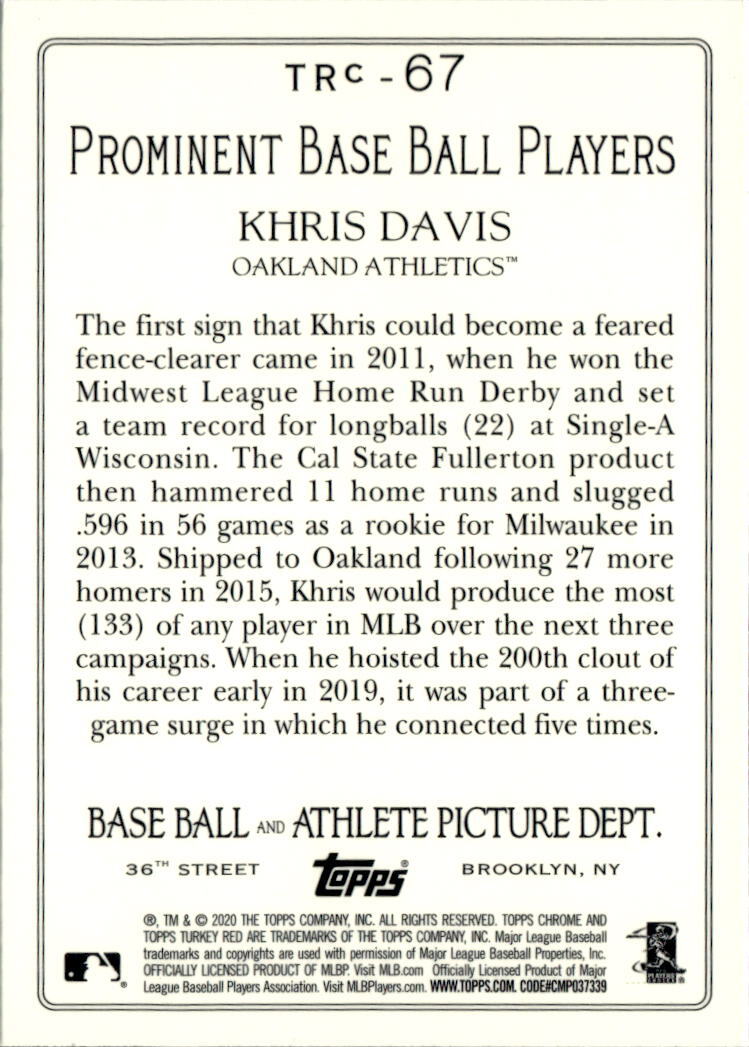 TRC - 67
PROMINENT BASE BALL PLAYERS
KHRIS DAVIS
OAKLAND ATHLETICS™
The first sign that Khris could become a feared
fence-clearer came in 2011, when he won the
Midwest League Home Run Derby and set
a team record for longballs (22) at Single-A
Wisconsin. The Cal State Fullerton product
then hammered 11 home runs and slugged
.596 in 56 games as a rookie for Milwaukee in
2013. Shipped to Oakland following 27 more
homers in 2015, Khris would produce the most
(133) of any player in MLB over the next three
campaigns. When he hoisted the 200th clout of
his career early in 2019, it was part of a three-
game surge in which he connected five times.
BASE BALL AND ATHLETE PICTURE DEPT.
36TH STREET Topps® BROOKLYN, NY
®, TM & © 2020 THE TOPPS COMPANY, INC. ALL RIGHTS RESERVED. TOPPS CHROME AND
TOPPS TURKEY RED ARE TRADEMARKS OF THE TOPPS COMPANY, INC. Major League Baseball
trademarks and copyrights are used with permission of Major League Baseball Properties, Inc.
OFFICIALLY LICENSED PRODUCT OF MLBP. Visit MLB.com Officially Licensed Product of Major
League Baseball Players Association. Visit MLBPlayers.com. WWW.TOPPS.COM. CODE#CMP037339
PLAYERS
CHOICE ®